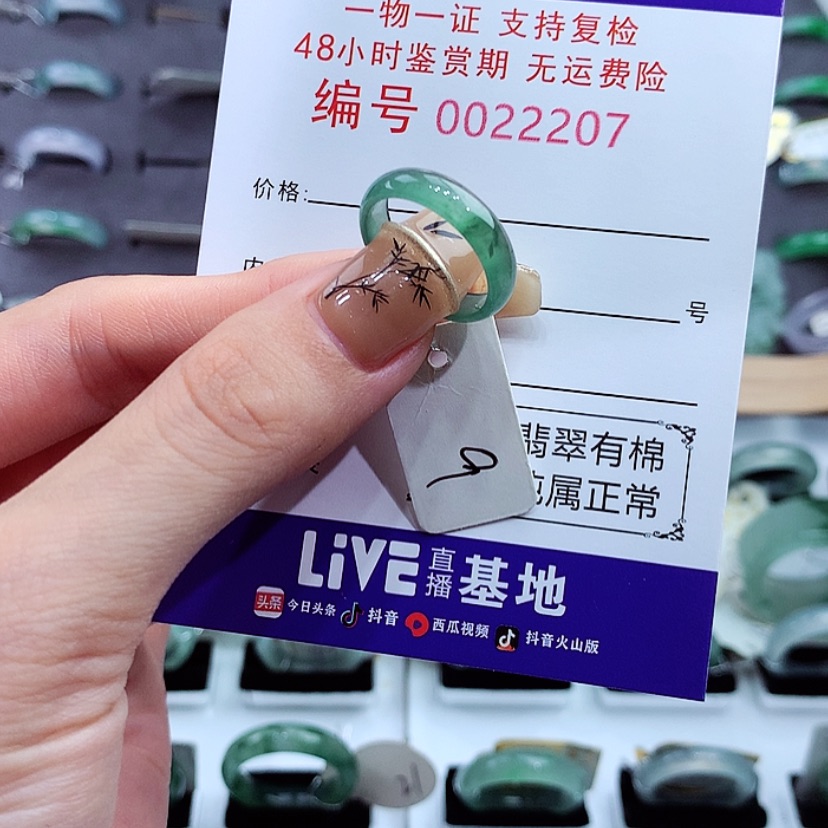 一物一证 支持复检
48小时鉴赏期 无运费险
编号 0022207
价格:
号
9
翡翠有棉
纯属正常
LiVE 直播 基地
头条 今日头条 抖音 西瓜视频 抖音火山版